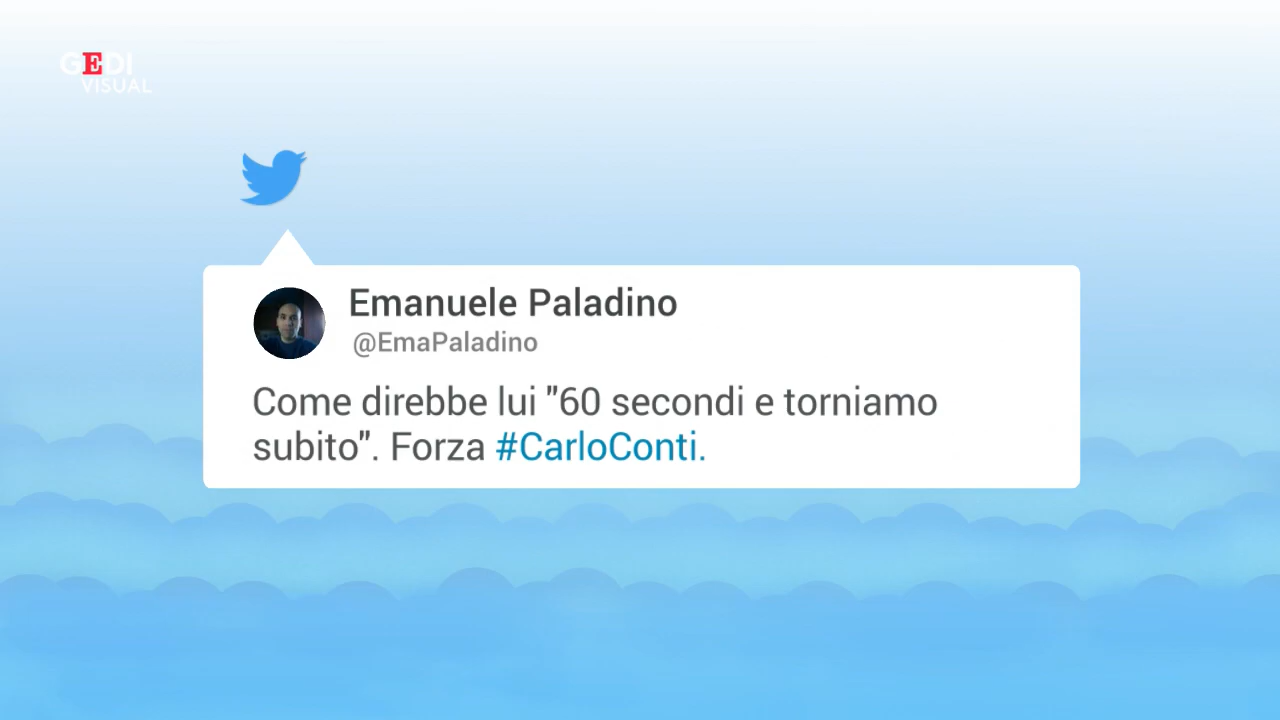 GEDI
VISUAL
Emanuele Paladino
@EmaPaladino
Come direbbe lui "60 secondi e torniamo
subito". Forza #CarloConti.